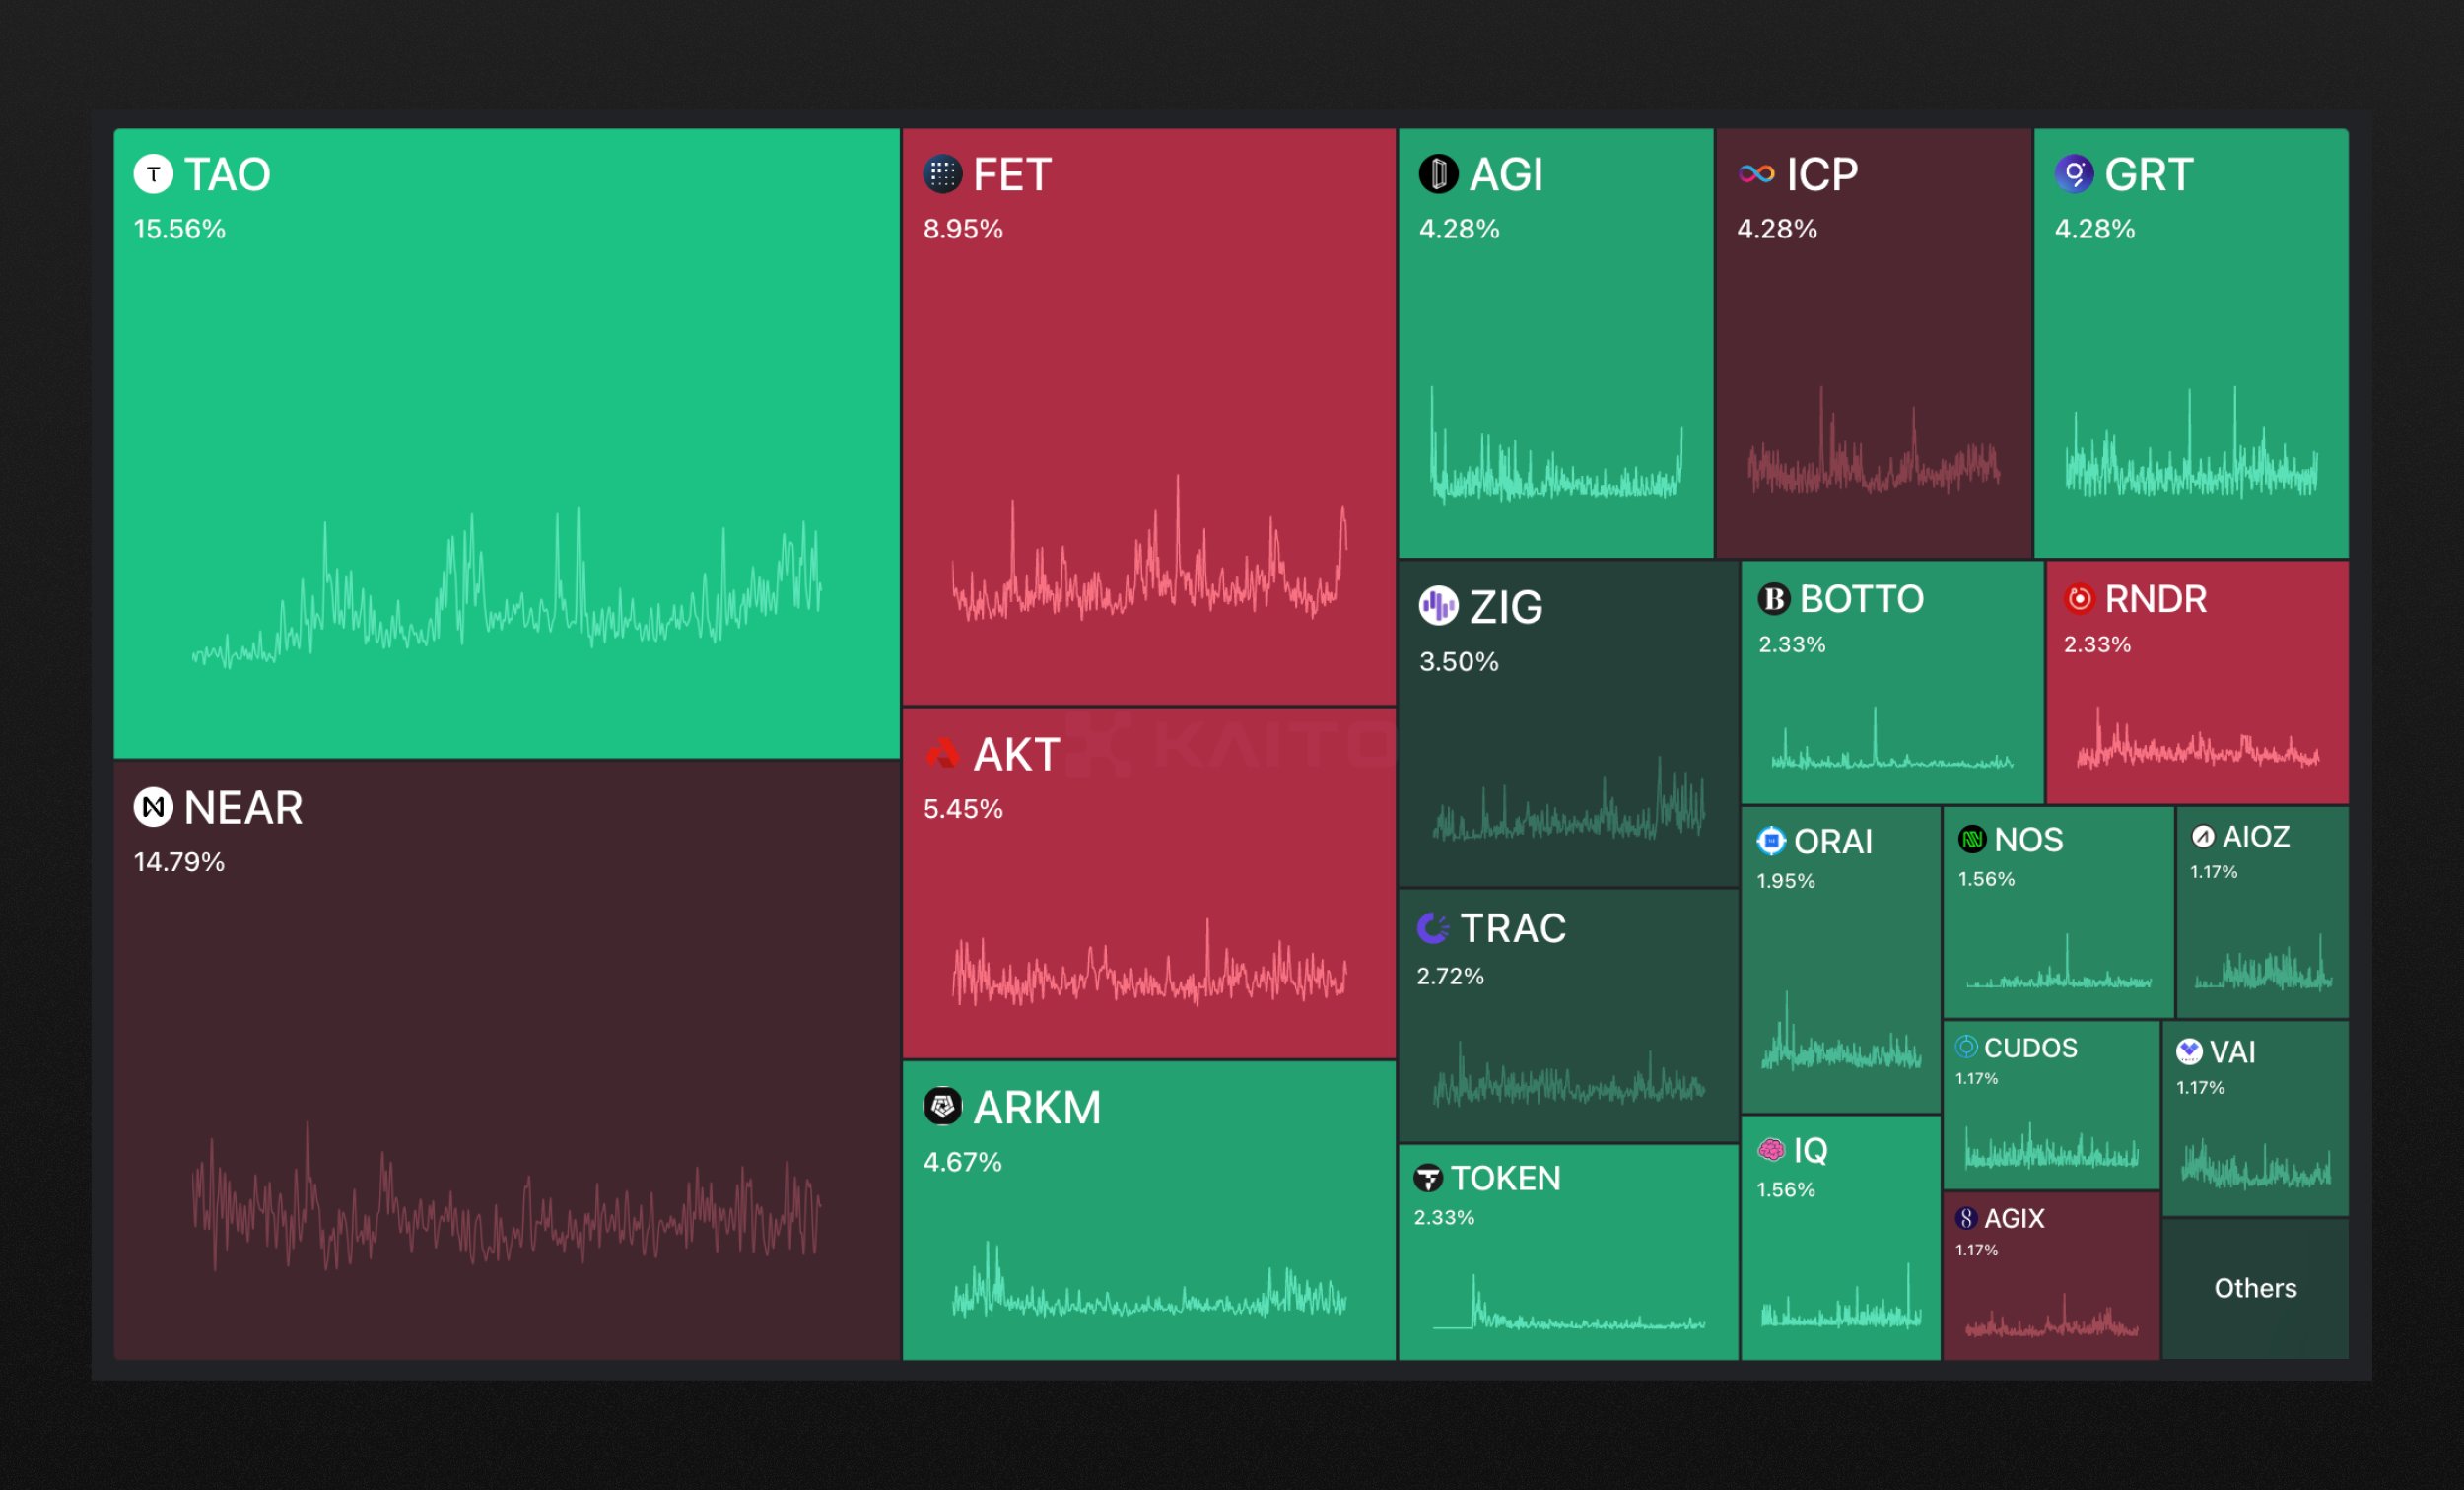 TAO
15.56%
NEAR
14.79%
FET
8.95%
AKT
5.45%
KAITO
ARKM
4.67%
AGI
4.28%
ICP
4.28%
GRT
4.28%
ZIG
3.50%
TRAC
2.72%
TOKEN
2.33%
BOTTO
2.33%
RNDR
2.33%
ORAI
1.95%
IQ
1.56%
NOS
1.56%
AIOZ
1.17%
CUDOS
1.17%
AGIX
1.17%
VAI
1.17%
Others